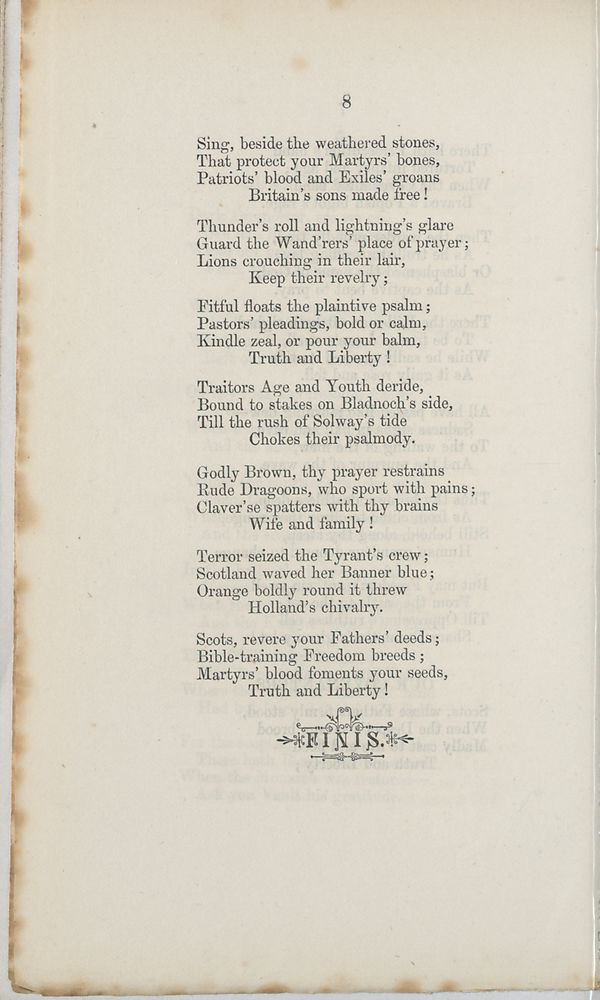 8
Sing, beside the weathered stones,
That protect your Martyrs' bones,
Patriots' blood and Exiles' groans
Britain's sons made free!
Thunder's roll and lightning's glare
Guard the Wand'rers' place of prayer;
Lions crouching in their lair,
Keep their revelry;
Fitful floats the plaintive psalm;
Pastors' pleadings, bold or calm,
Kindle zeal, or pour your balm,
Truth and Liberty!
Traitors Age and Youth deride,
Bound to stakes on Bladnoch's side,
Till the rush of Solway's tide
Chokes their psalmody.
Godly Brown, thy prayer restrains
Rude Dragoons, who sport with pains;
Claver'se spatters with thy brains
Wife and family!
Terror seized the Tyrant's crew;
Scotland waved her Banner blue;
Orange boldly round it threw
Holland's chivalry.
Scots, revere your Fathers' deeds;
Bible-training Freedom breeds;
Martyrs' blood foments your seeds,
Truth and Liberty!
FINIS.